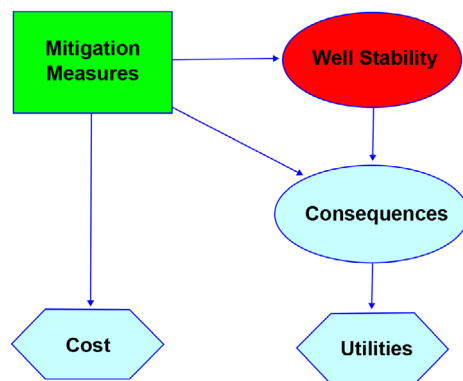 Mitigation
Measures
Well Stability
Consequences
Cost
Utilities